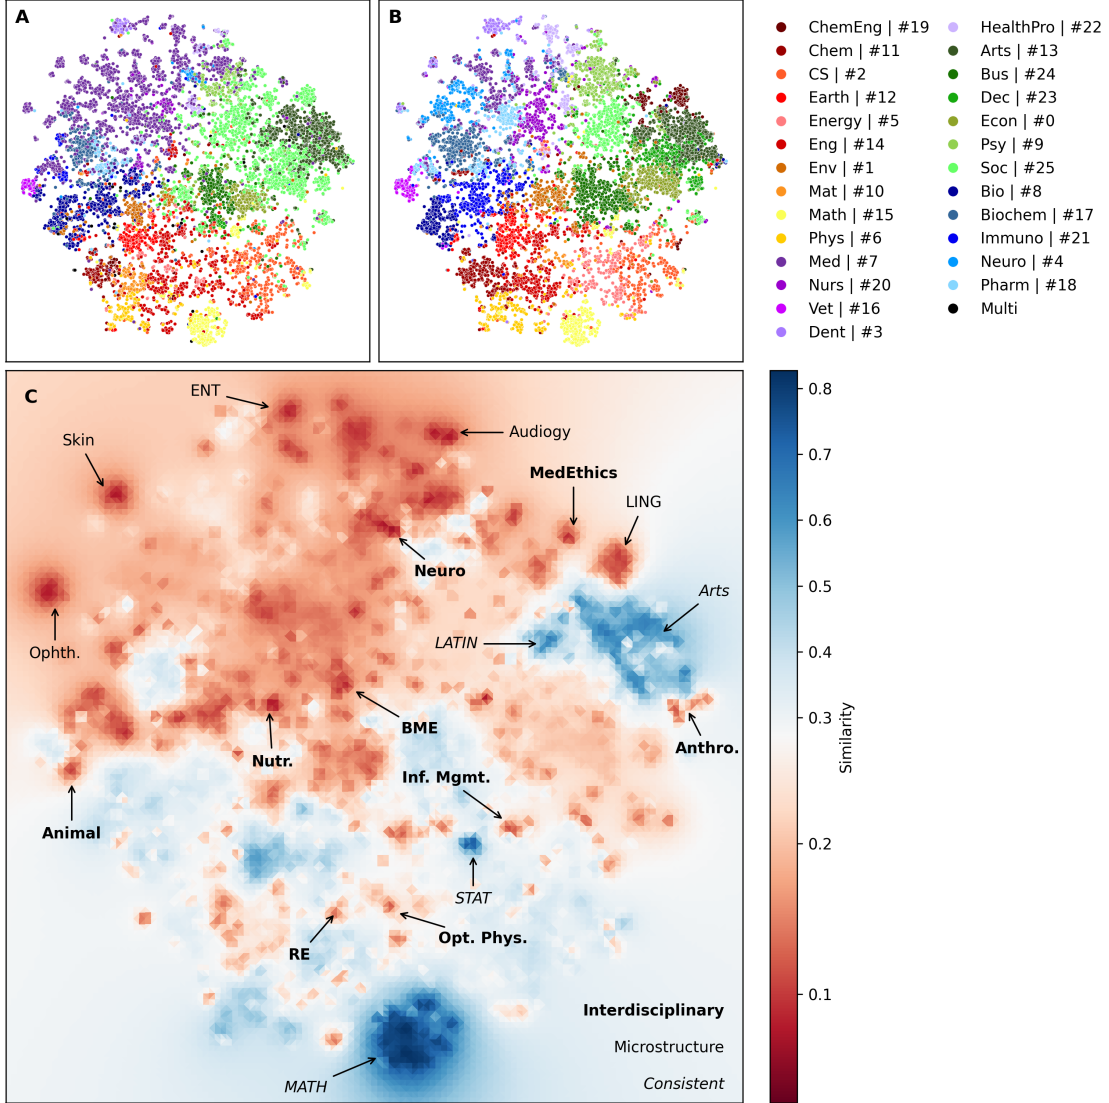 A
B
ChemEng | #19
Chem | #11
CS | #2
Earth | #12
Energy | #5
Eng | #14
Env | #1
Mat | #10
Math | #15
Phys | #6
Med | #7
Nurs | #20
Vet | #16
Dent | #3
HealthPro | #22
Arts | #13
Bus | #24
Dec | #23
Econ | #0
Psy | #9
Soc | #25
Bio | #8
Biochem | #17
Immuno | #21
Neuro | #4
Pharm | #18
Multi
C
ENT
Audiogy
Skin
MedEthics
LING
Neuro
Arts
LATIN
Ophth.
BME
Anthro.
Nutr.
Inf. Mgmt.
Animal
STAT
Opt. Phys.
RE
Interdisciplinary
Microstructure
Consistent
MATH
0.8
0.7
0.6
0.5
0.4
0.3
0.2
0.1
Similarity